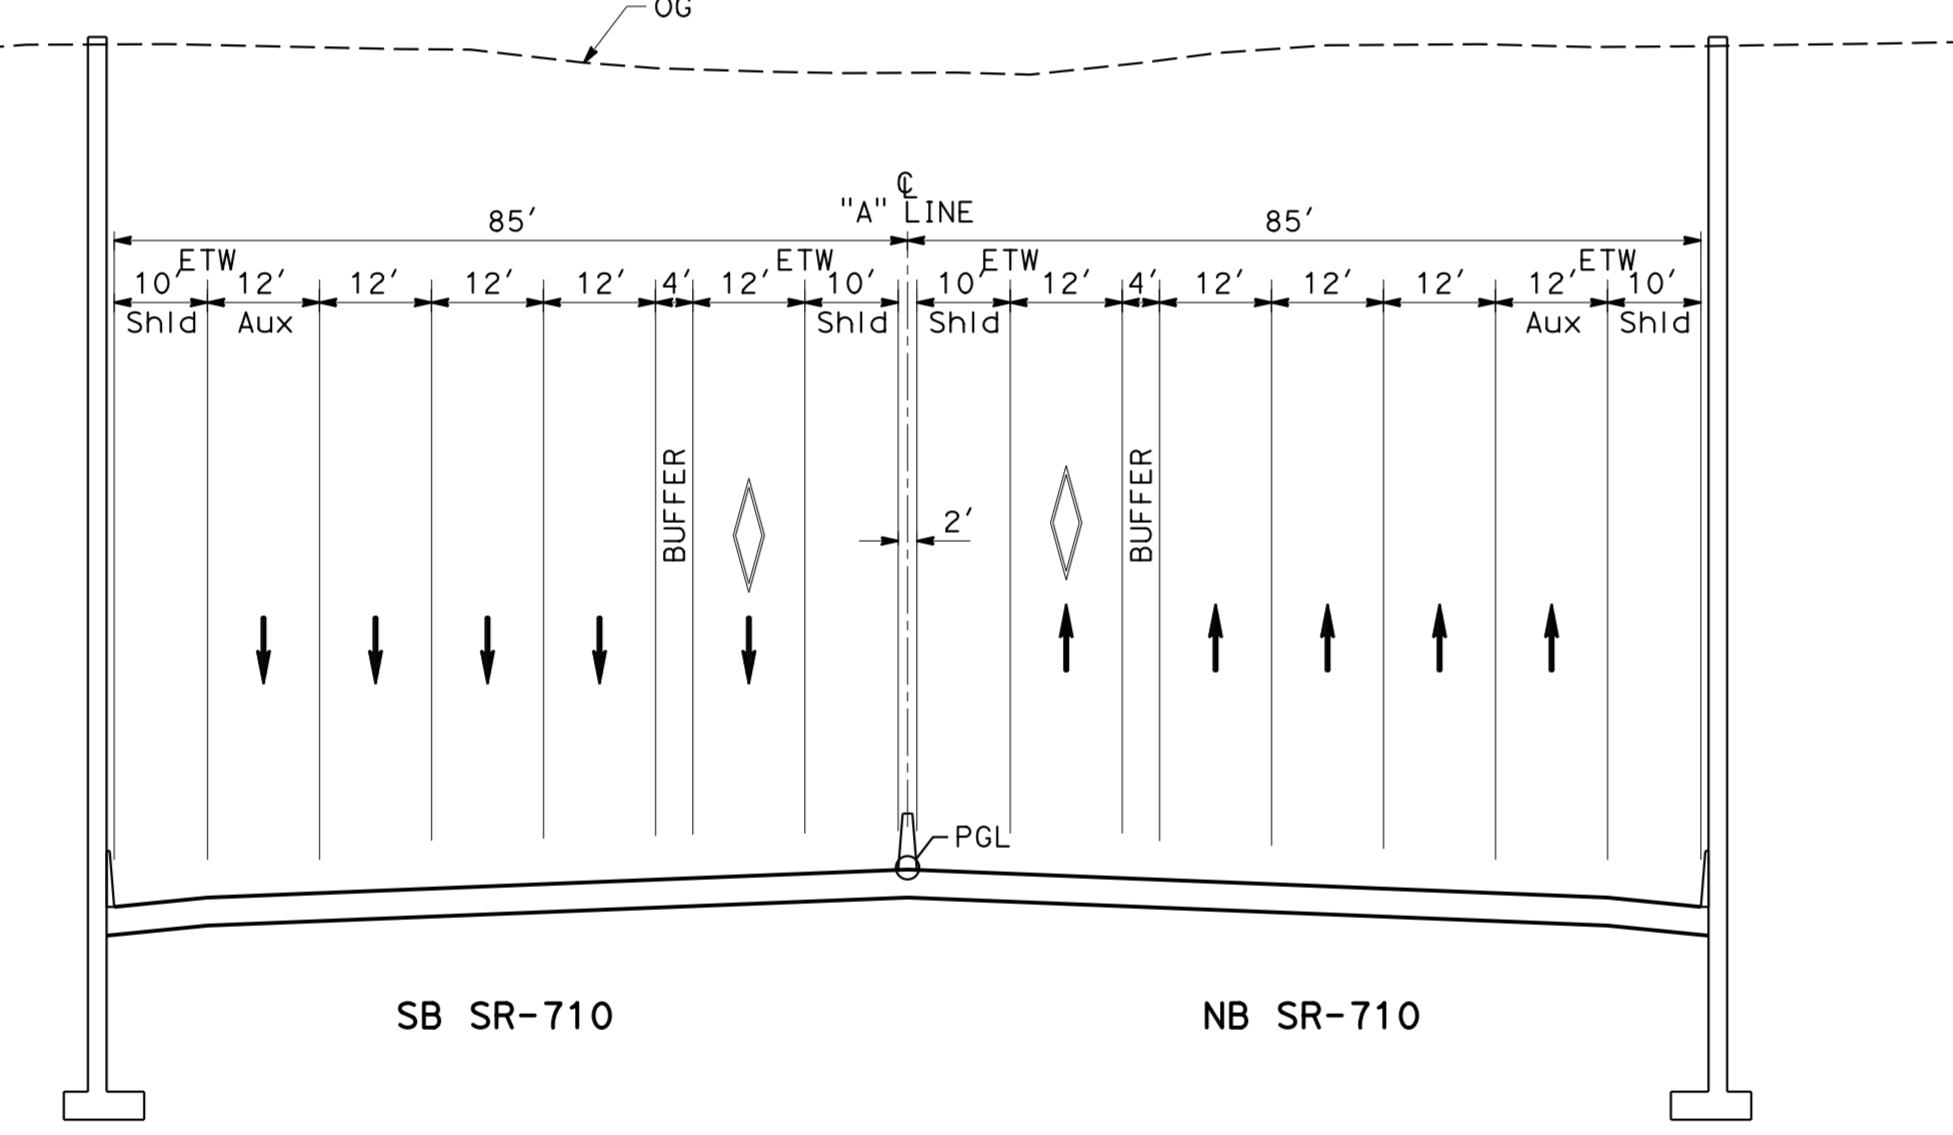 OG
℄
"A" LINE
85′ 85′
ETW ETW ETW ETW
10′ 12′ 12′ 12′ 12′ 4′ 12′ 10′ 10′ 12′ 4′ 12′ 12′ 12′ 12′ 10′
Shld Aux Shld Shld Aux Shld
BUFFER BUFFER
2′
PGL
SB SR-710 NB SR-710